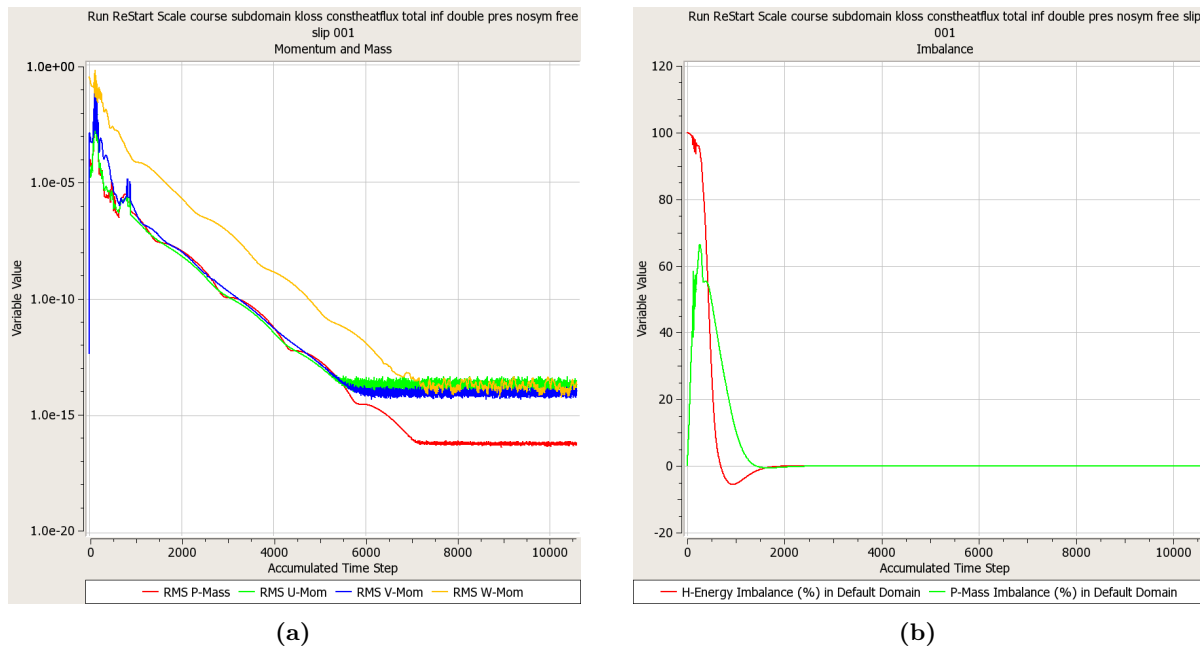 Run ReStart Scale course subdomain kloss constheatflux total inf double pres nosym free
slip 001
Momentum and Mass
1.0e+00
1.0e-05
1.0e-10
1.0e-15
1.0e-20
Variable Value
0 2000 4000 6000 8000 10000
Accumulated Time Step
RMS P-Mass RMS U-Mom RMS V-Mom RMS W-Mom
(a)
Run ReStart Scale course subdomain kloss constheatflux total inf double pres nosym free slip
001
Imbalance
120
100
80
60
40
20
0
-20
Variable Value
0 2000 4000 6000 8000 10000
Accumulated Time Step
H-Energy Imbalance (%) in Default Domain P-Mass Imbalance (%) in Default Domain
(b)